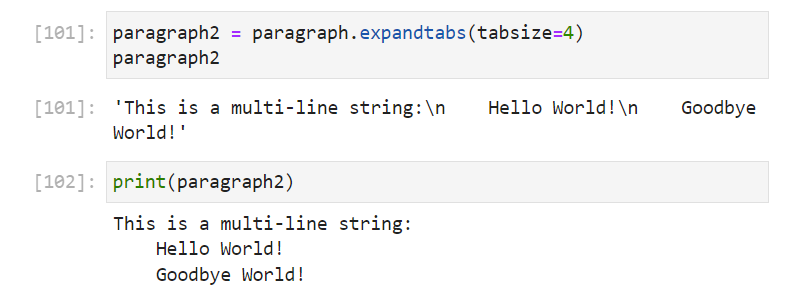 [101]: paragraph2 = paragraph.expandtabs(tabsize=4)
paragraph2
[101]: 'This is a multi-line string:\n    Hello World!\n    Goodbye
World!'
[102]: print(paragraph2)
This is a multi-line string:
    Hello World!
    Goodbye World!